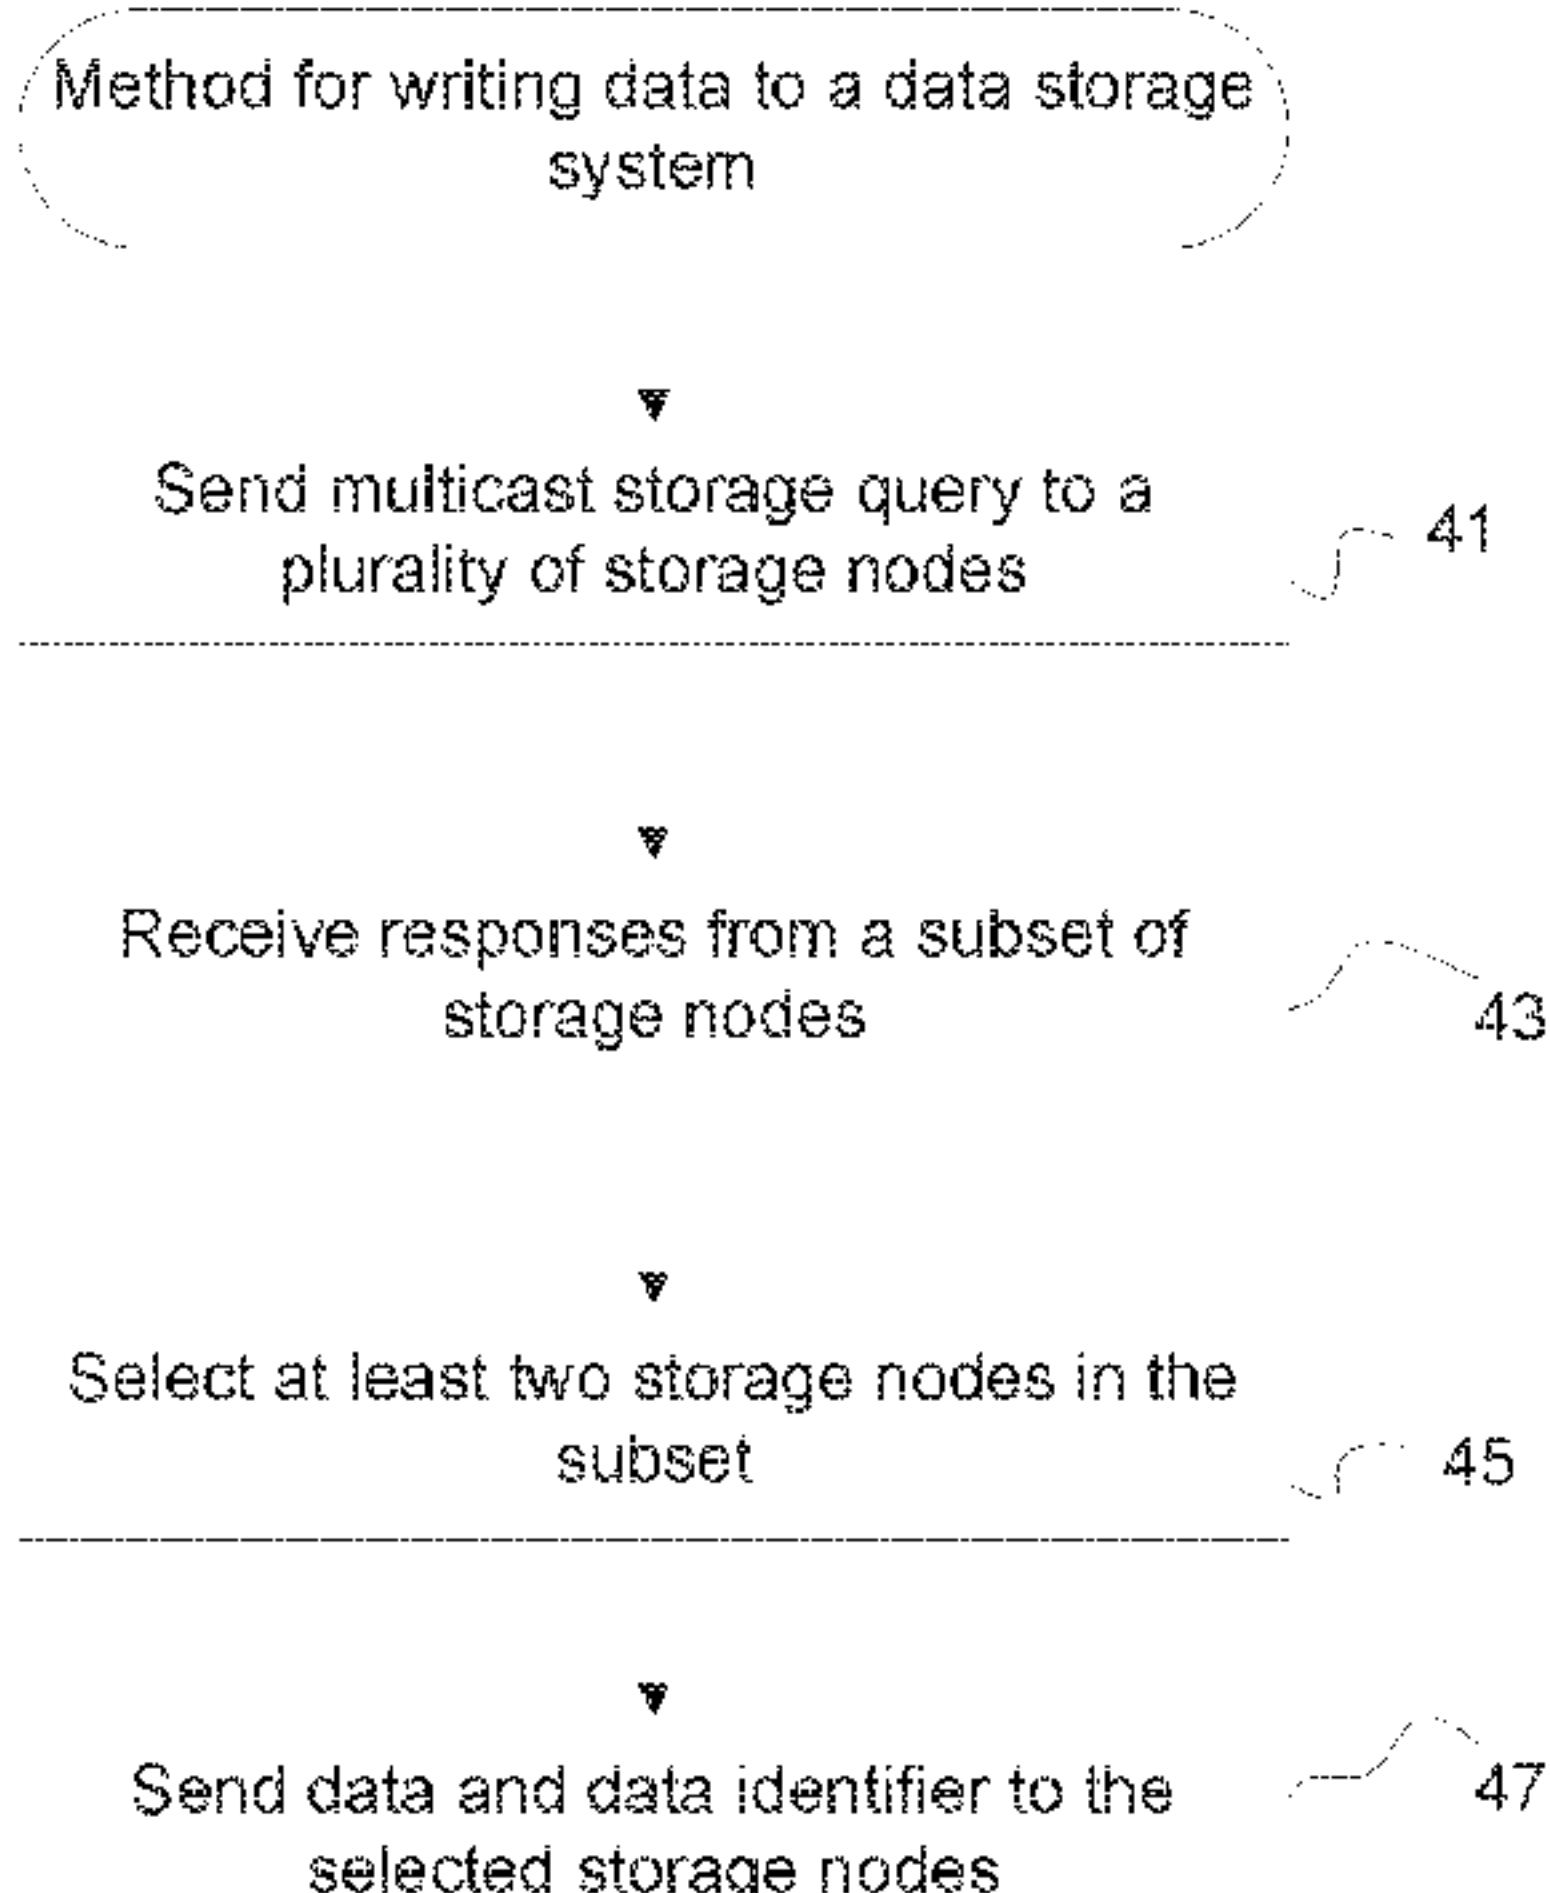 Method for writing data to a data storage
system
Send multicast storage query to a
plurality of storage nodes
41
Receive responses from a subset of
storage nodes
43
Select at least two storage nodes in the
subset
45
Send data and data identifier to the
selected storage nodes
47